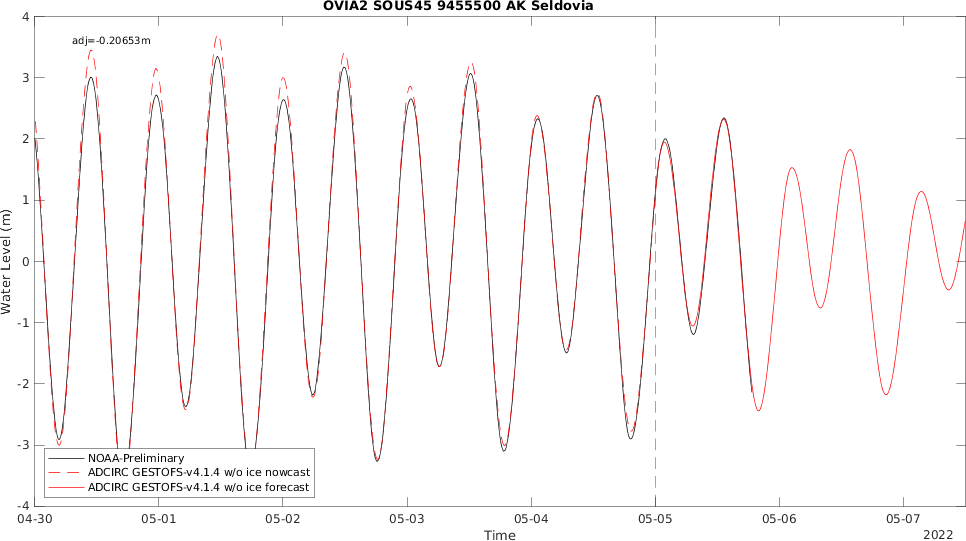 OVIA2 SOUS45 9455500 AK Seldovia
adj=-0.20653m
4
3
2
1
0
-1
-2
-3
-4
Water Level (m)
NOAA-Preliminary
ADCIRC GESTOFS-v4.1.4 w/o ice nowcast
ADCIRC GESTOFS-v4.1.4 w/o ice forecast
04-30 05-01 05-02 05-03 05-04 05-05 05-06 05-07
Time
2022